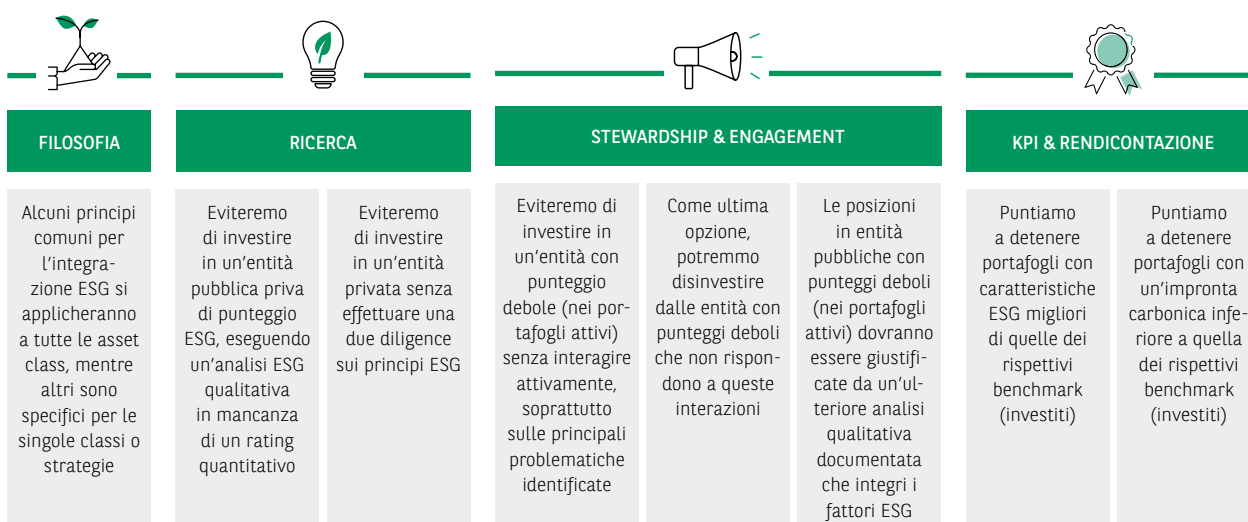 FILOSOFIA
Alcuni principi
comuni per
l'integra-
zione ESG si
applicheranno
a tutte le asset
class, mentre
altri sono
specifici per le
singole classi o
strategie
RICERCA
Eviteremo
di investire
in un'entità
pubblica priva
di punteggio
ESG, eseguendo
un'analisi ESG
qualitativa
in mancanza
di un rating
quantitativo
Eviteremo
di investire
in un'entità
privata senza
effettuare una
due diligence
sui principi ESG
STEWARDSHIP & ENGAGEMENT
Eviteremo di
investire in
un'entità con
punteggio
debole (nei por-
tafogli attivi)
senza interagire
attivamente,
soprattutto
sulle principali
problematiche
identificate
Come ultima
opzione,
potremmo
disinvestire
dalle entità con
punteggi deboli
che non rispon-
dono a queste
interazioni
Le posizioni
in entità
pubbliche con
punteggi deboli
(nei portafogli
attivi) dovranno
essere giustifi-
cate da un'ul-
teriore analisi
qualitativa
documentata
che integri i
fattori ESG
KPI & RENDICONTAZIONE
Puntiamo
a detenere
portafogli con
caratteristiche
ESG migliori
di quelle dei
rispettivi
benchmark
(investiti)
Puntiamo
a detenere
portafogli con
un'impronta
carbonica infe-
riore a quella
dei rispettivi
benchmark
(investiti)